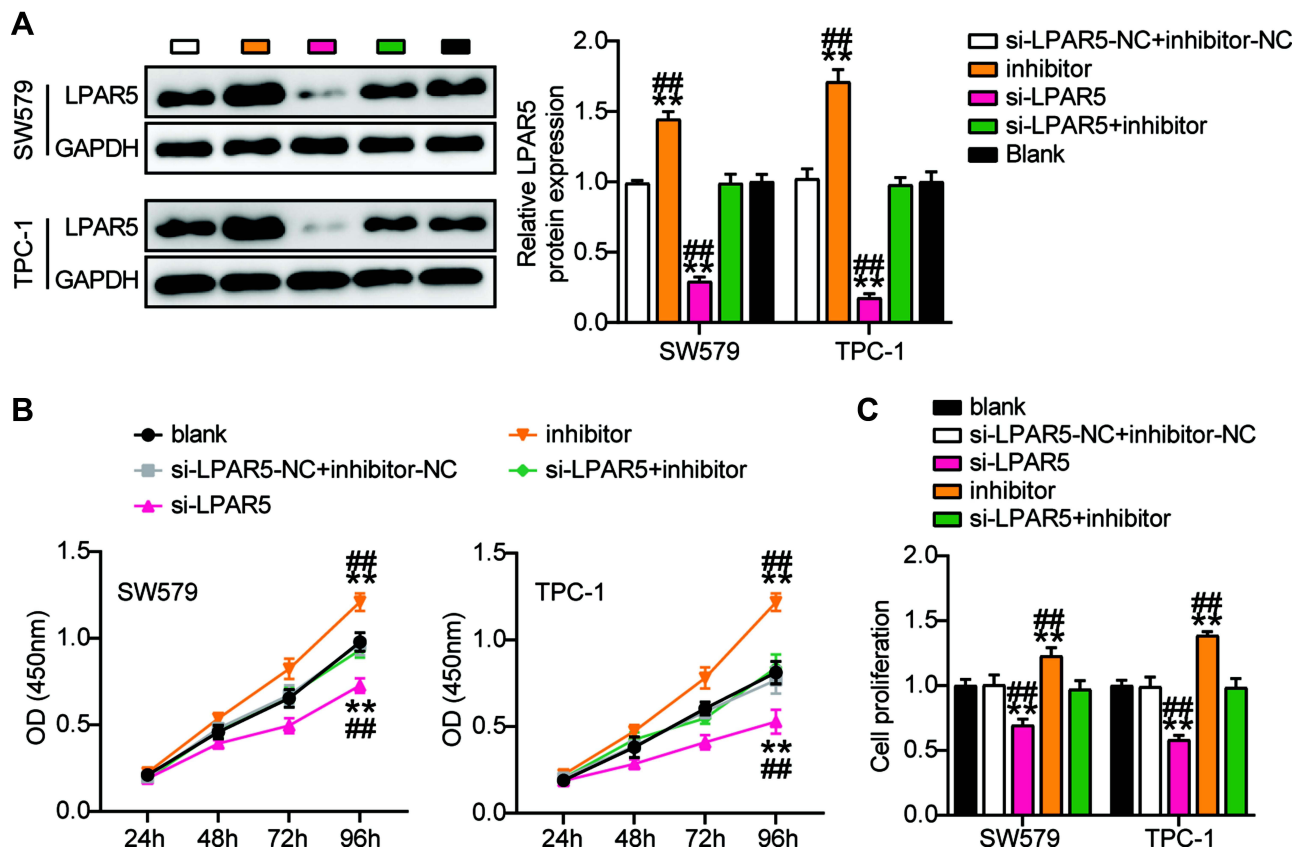 A
SW579
LPAR5
GAPDH
TPC-1
LPAR5
GAPDH
Relative LPAR5
protein expression
2.0
1.5
1.0
0.5
0.0
##
**
##
**
##
**
##
**
SW579
TPC-1
si-LPAR5-NC+inhibitor-NC
inhibitor
si-LPAR5
si-LPAR5+inhibitor
Blank
B
blank
inhibitor
si-LPAR5-NC+inhibitor-NC
si-LPAR5+inhibitor
si-LPAR5
OD (450nm)
1.5
1.0
0.5
0.0
SW579
##
**
**
##
24h 48h 72h 96h
OD (450nm)
1.5
1.0
0.5
0.0
TPC-1
##
**
**
##
24h 48h 72h 96h
C
blank
si-LPAR5-NC+inhibitor-NC
si-LPAR5
inhibitor
si-LPAR5+inhibitor
Cell proliferation
2.0
1.5
1.0
0.5
0.0
##
**
##
**
##
**
##
**
SW579
TPC-1